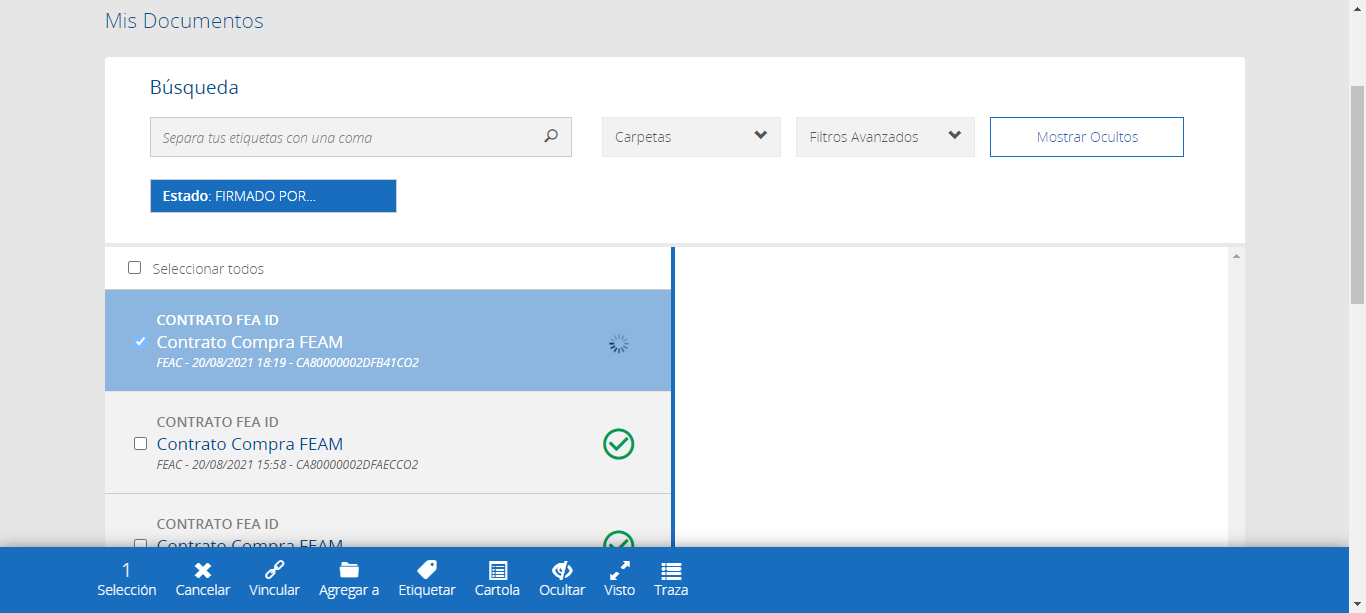 Mis Documentos
Búsqueda
Separa tus etiquetas con una coma
Carpetas
Filtros Avanzados
Mostrar Ocultos
Estado: FIRMADO POR...
Seleccionar todos
CONTRATO FEA ID
Contrato Compra FEAM
FEAC - 20/08/2021 18:19 - CA80000002DFB41CO2
CONTRATO FEA ID
Contrato Compra FEAM
FEAC - 20/08/2021 15:58 - CA80000002DFAECCO2
CONTRATO FEA ID
Contrato Compra FEAM
1
Selección
Cancelar
Vincular
Agregar a
Etiquetar
Cartola
Ocultar
Visto
Traza